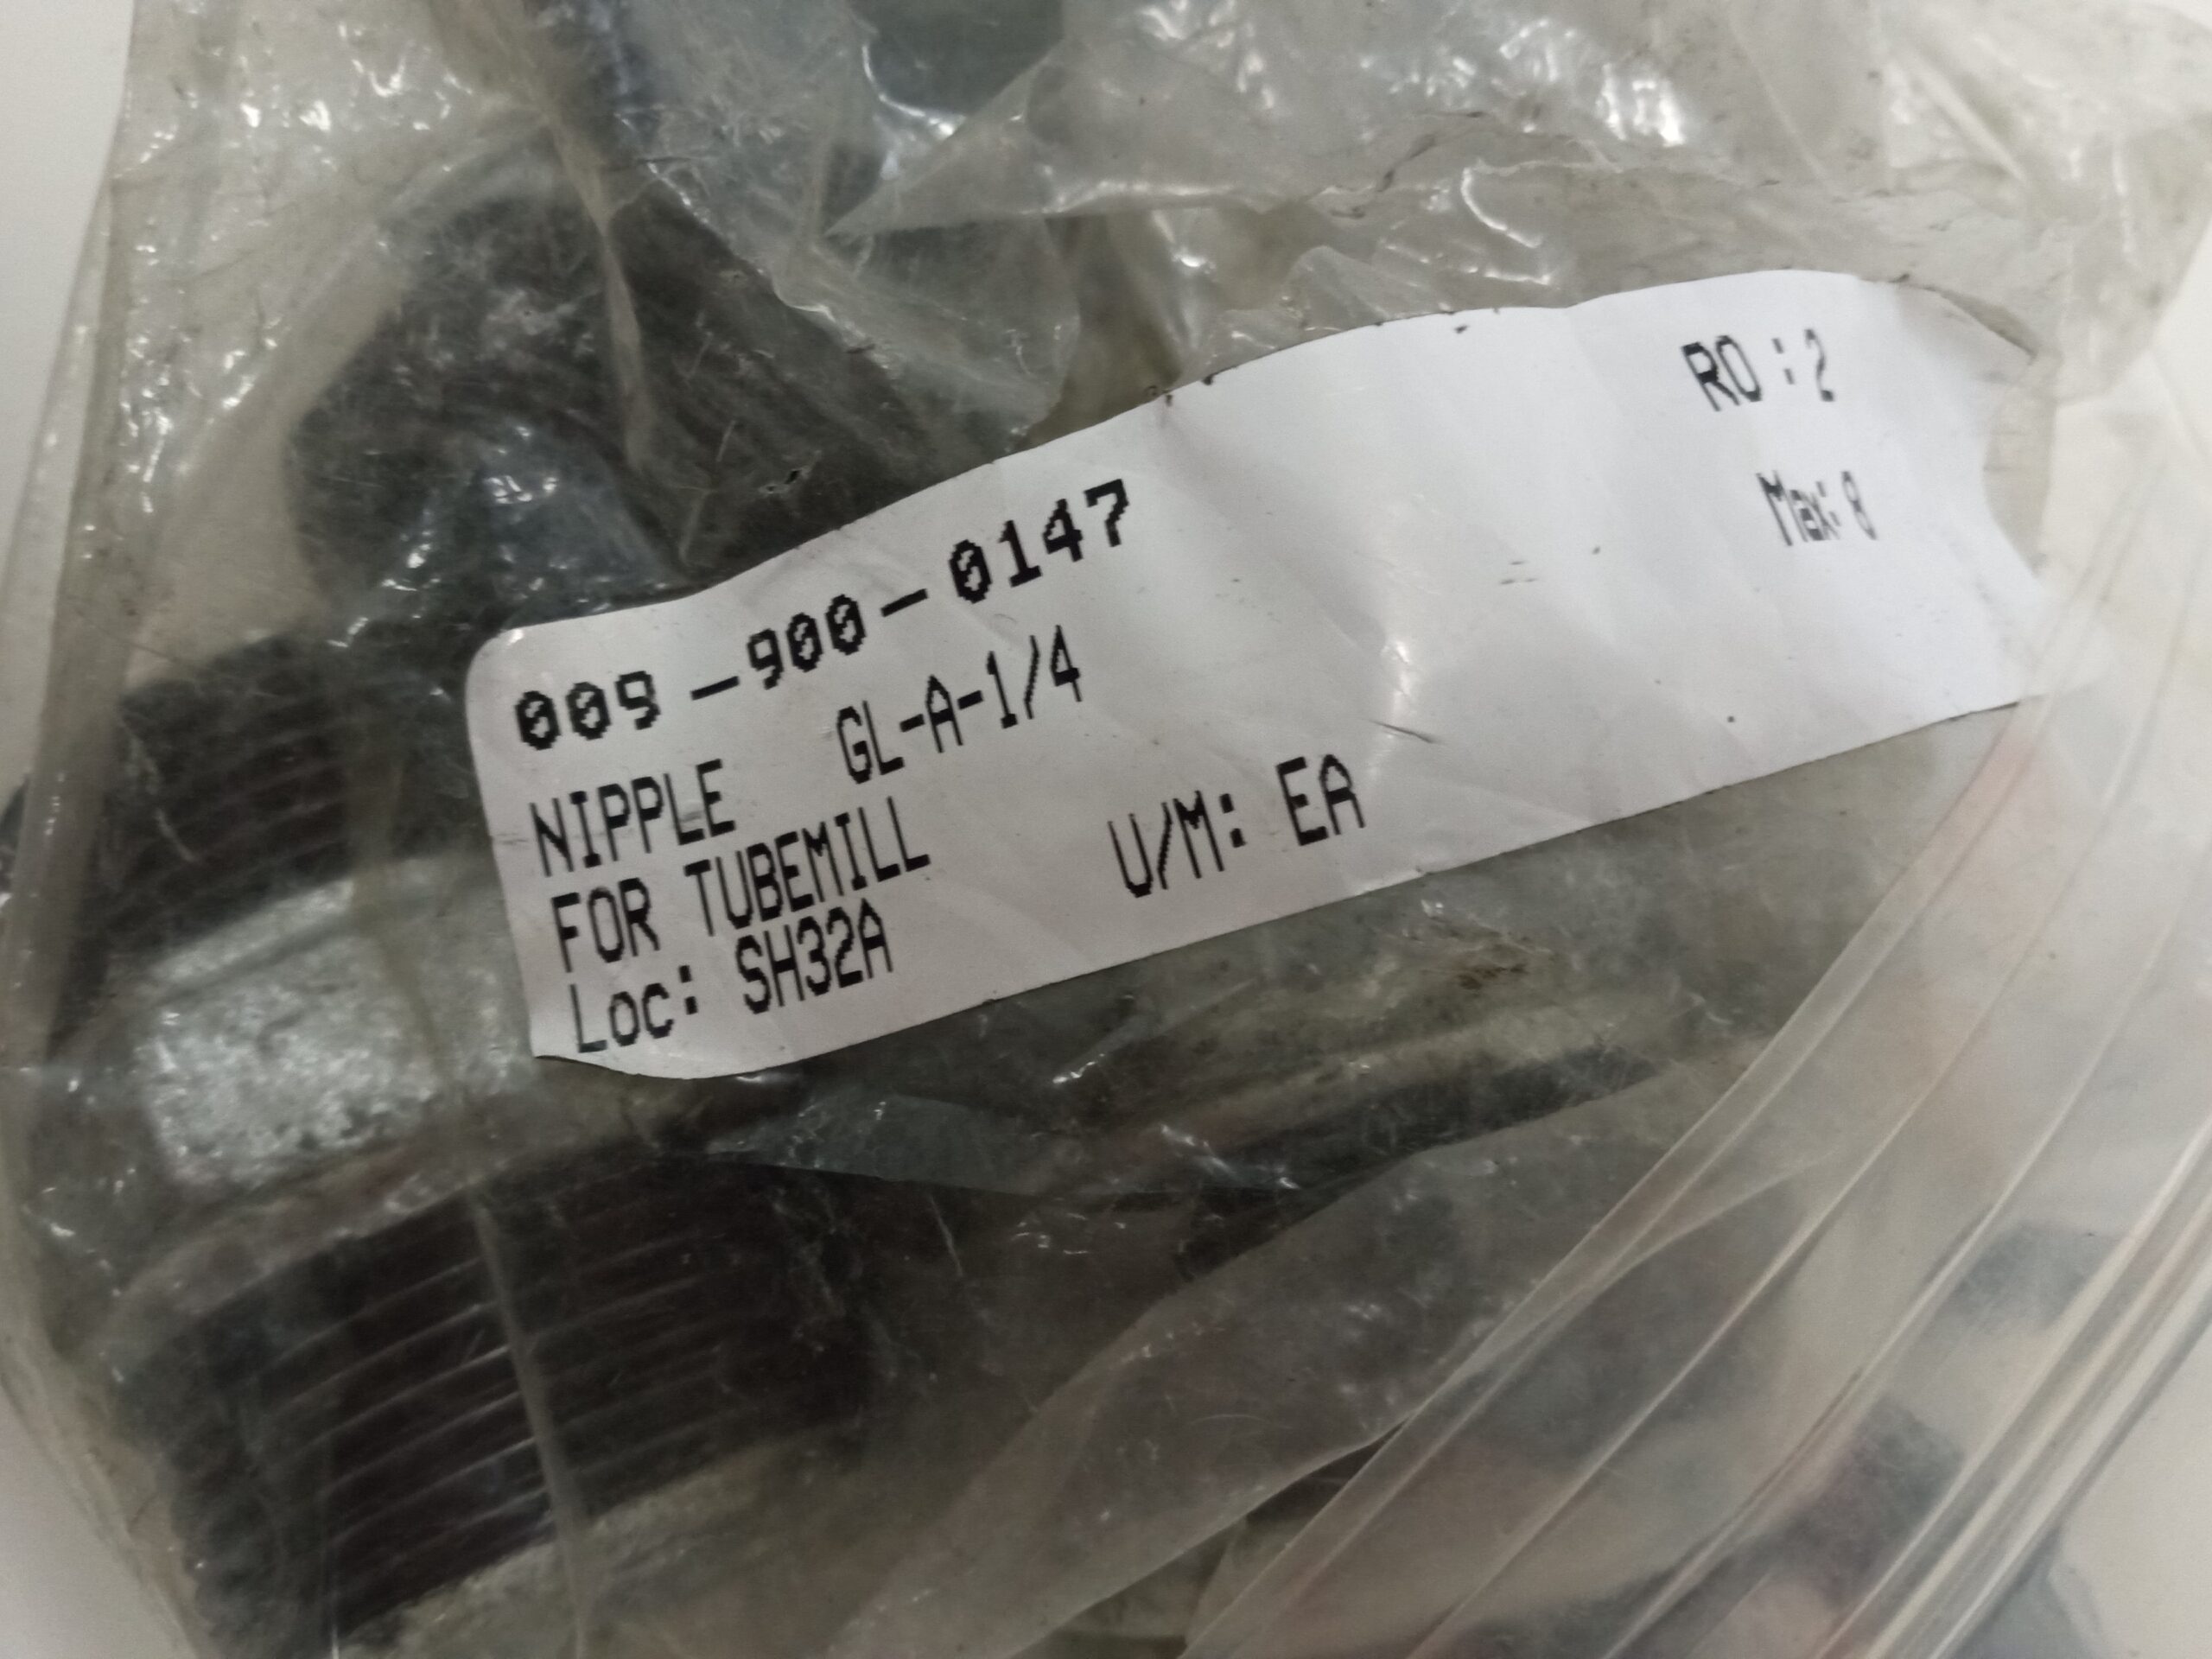 009-900-0147
RO : 2
NIPPLE GL-A-1/4
Max: 8
FOR TUBEMILL
Loc: SH32A U/M: EA